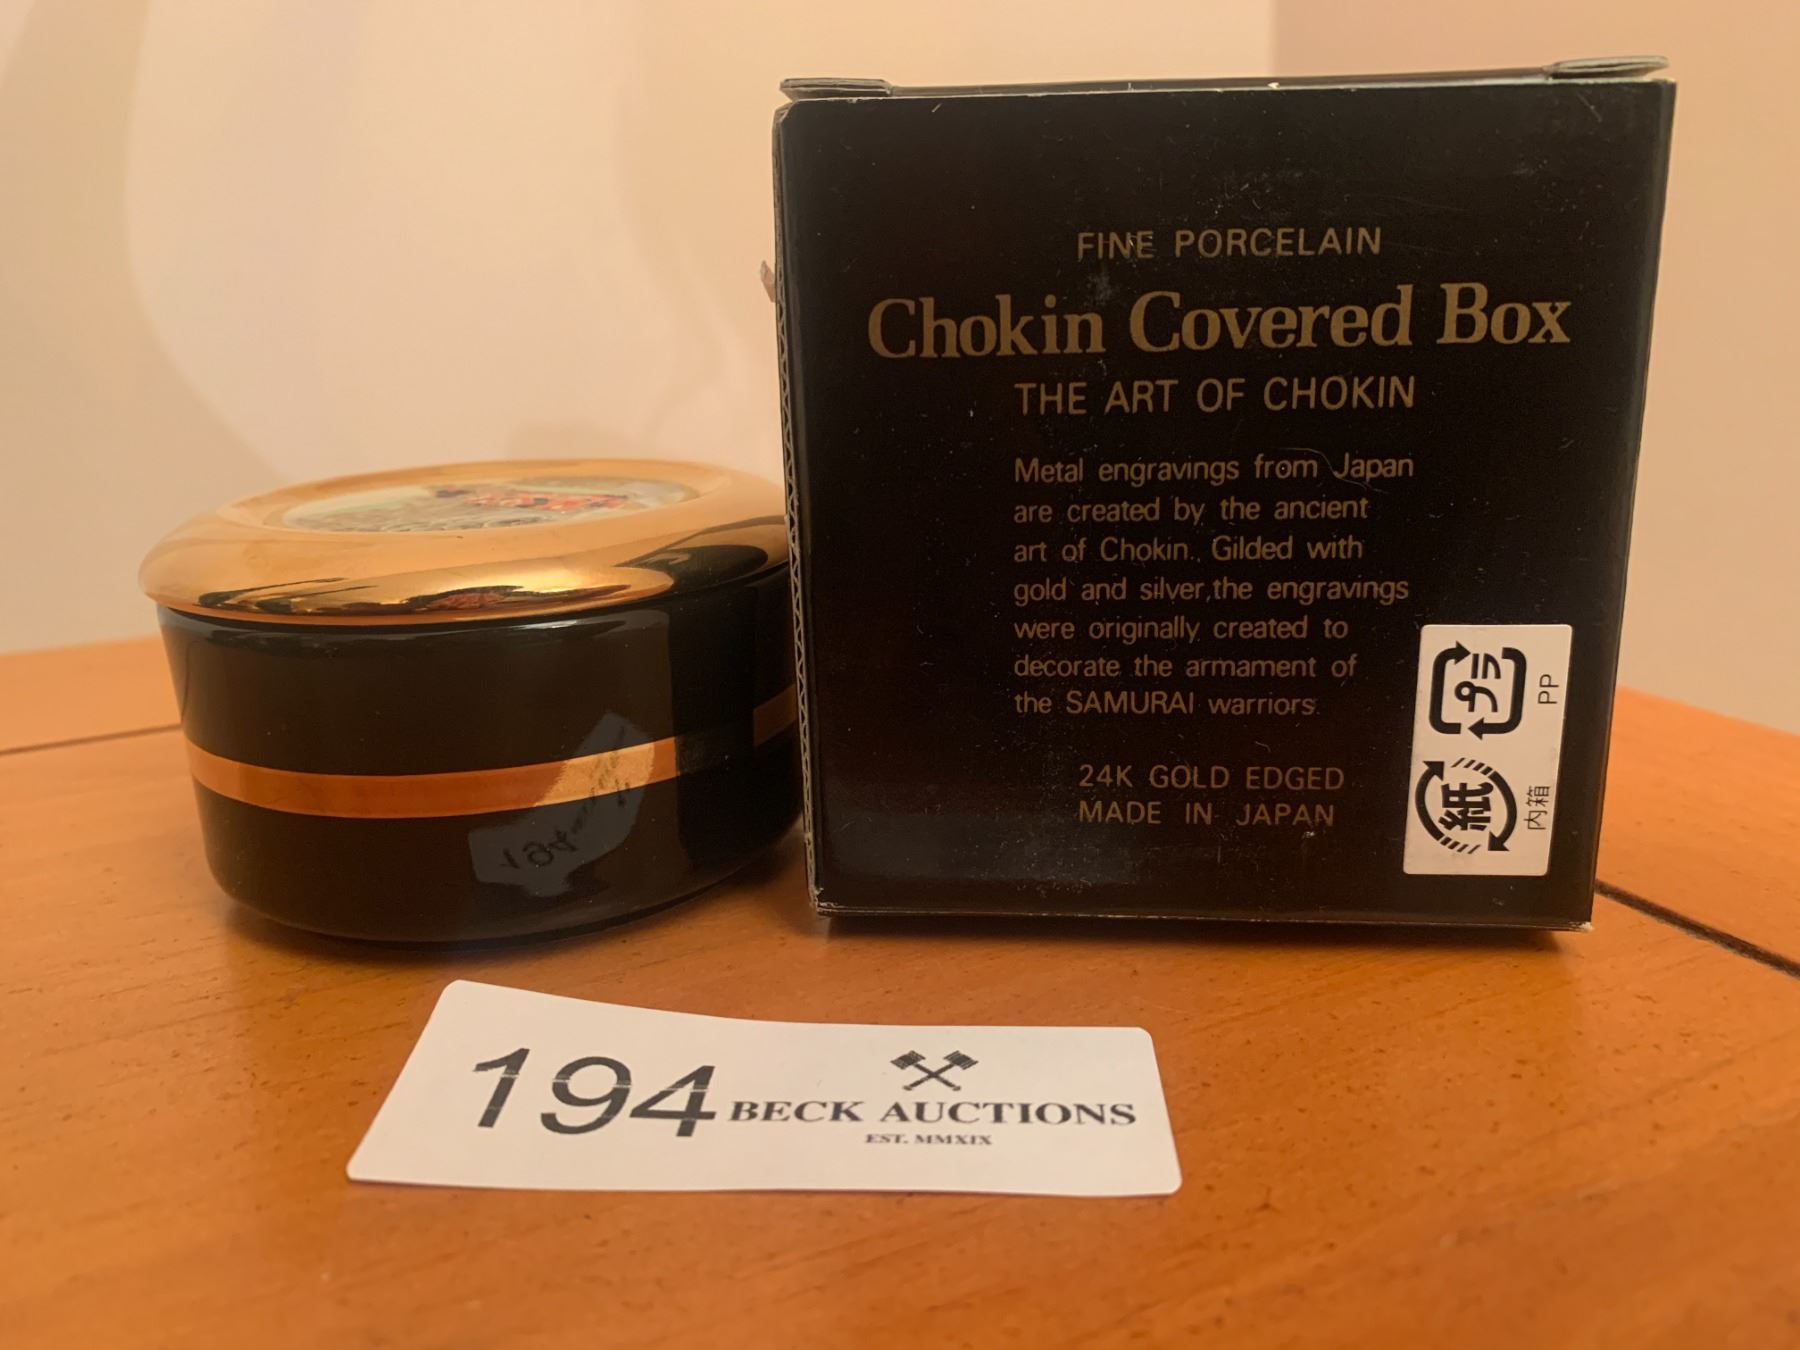 FINE PORCELAIN
Chokin Covered Box
THE ART OF CHOKIN
Metal engravings from Japan
are created by the ancient
art of Chokin. Gilded with
gold and silver,the engravings
were originally created to
decorate the armament of
the SAMURAI warriors.
24K GOLD EDGED
MADE IN JAPAN
プラ
PP
紙
内箱
194
BECK AUCTIONS
EST. MMXIX